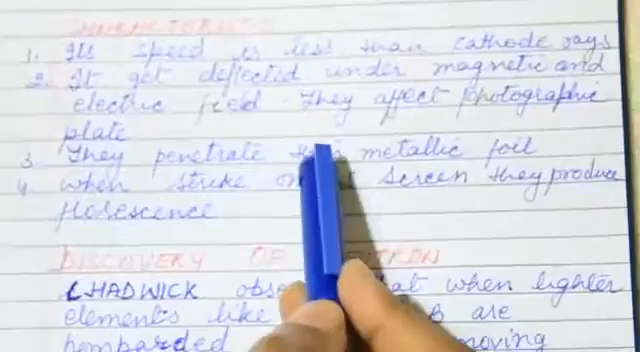 CHARACTERISTIC
1. Its speed is less than cathode rays
2. It get deflected under magnetic and
electric field. They affect photographic
plate
3 They penetrate metallic foil
4 when strike on screen they produce
florescence
DISCOVERY OF
CHADWICK that when lighter
elements like B are
bombarded moving